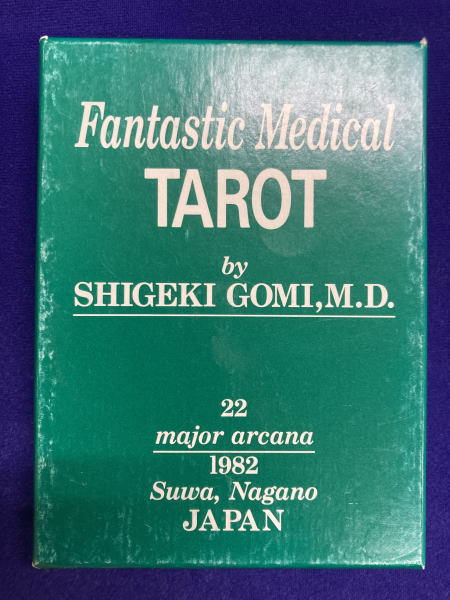 Fantastic Medical
TAROT
by
SHIGEKI GOMI,M.D.
22
major arcana
1982
Suwa, Nagano
JAPAN